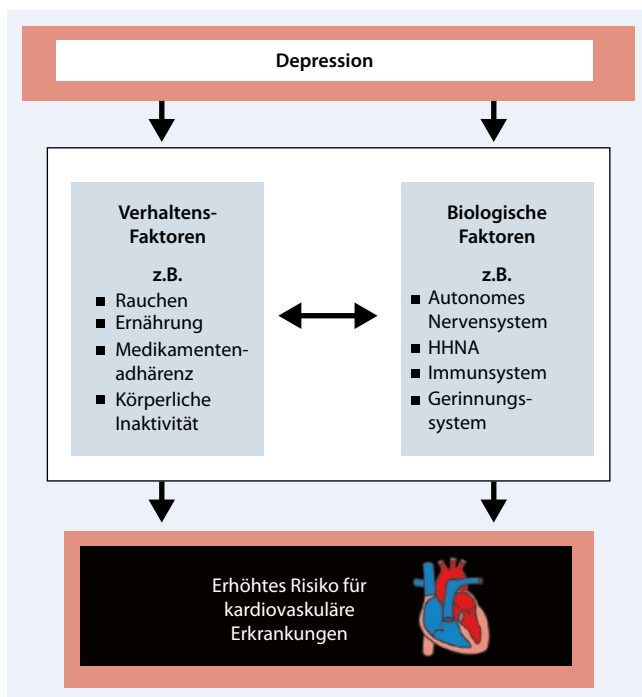 Depression
Verhaltens-
Faktoren
z.B.
Rauchen
Ernährung
Medikamenten-
adhärenz
Körperliche
Inaktivität
Biologische
Faktoren
z.B.
Autonomes
Nervensystem
HHNA
Immunsystem
Gerinnungs-
system
Erhöhtes Risiko für
kardiovaskuläre
Erkrankungen